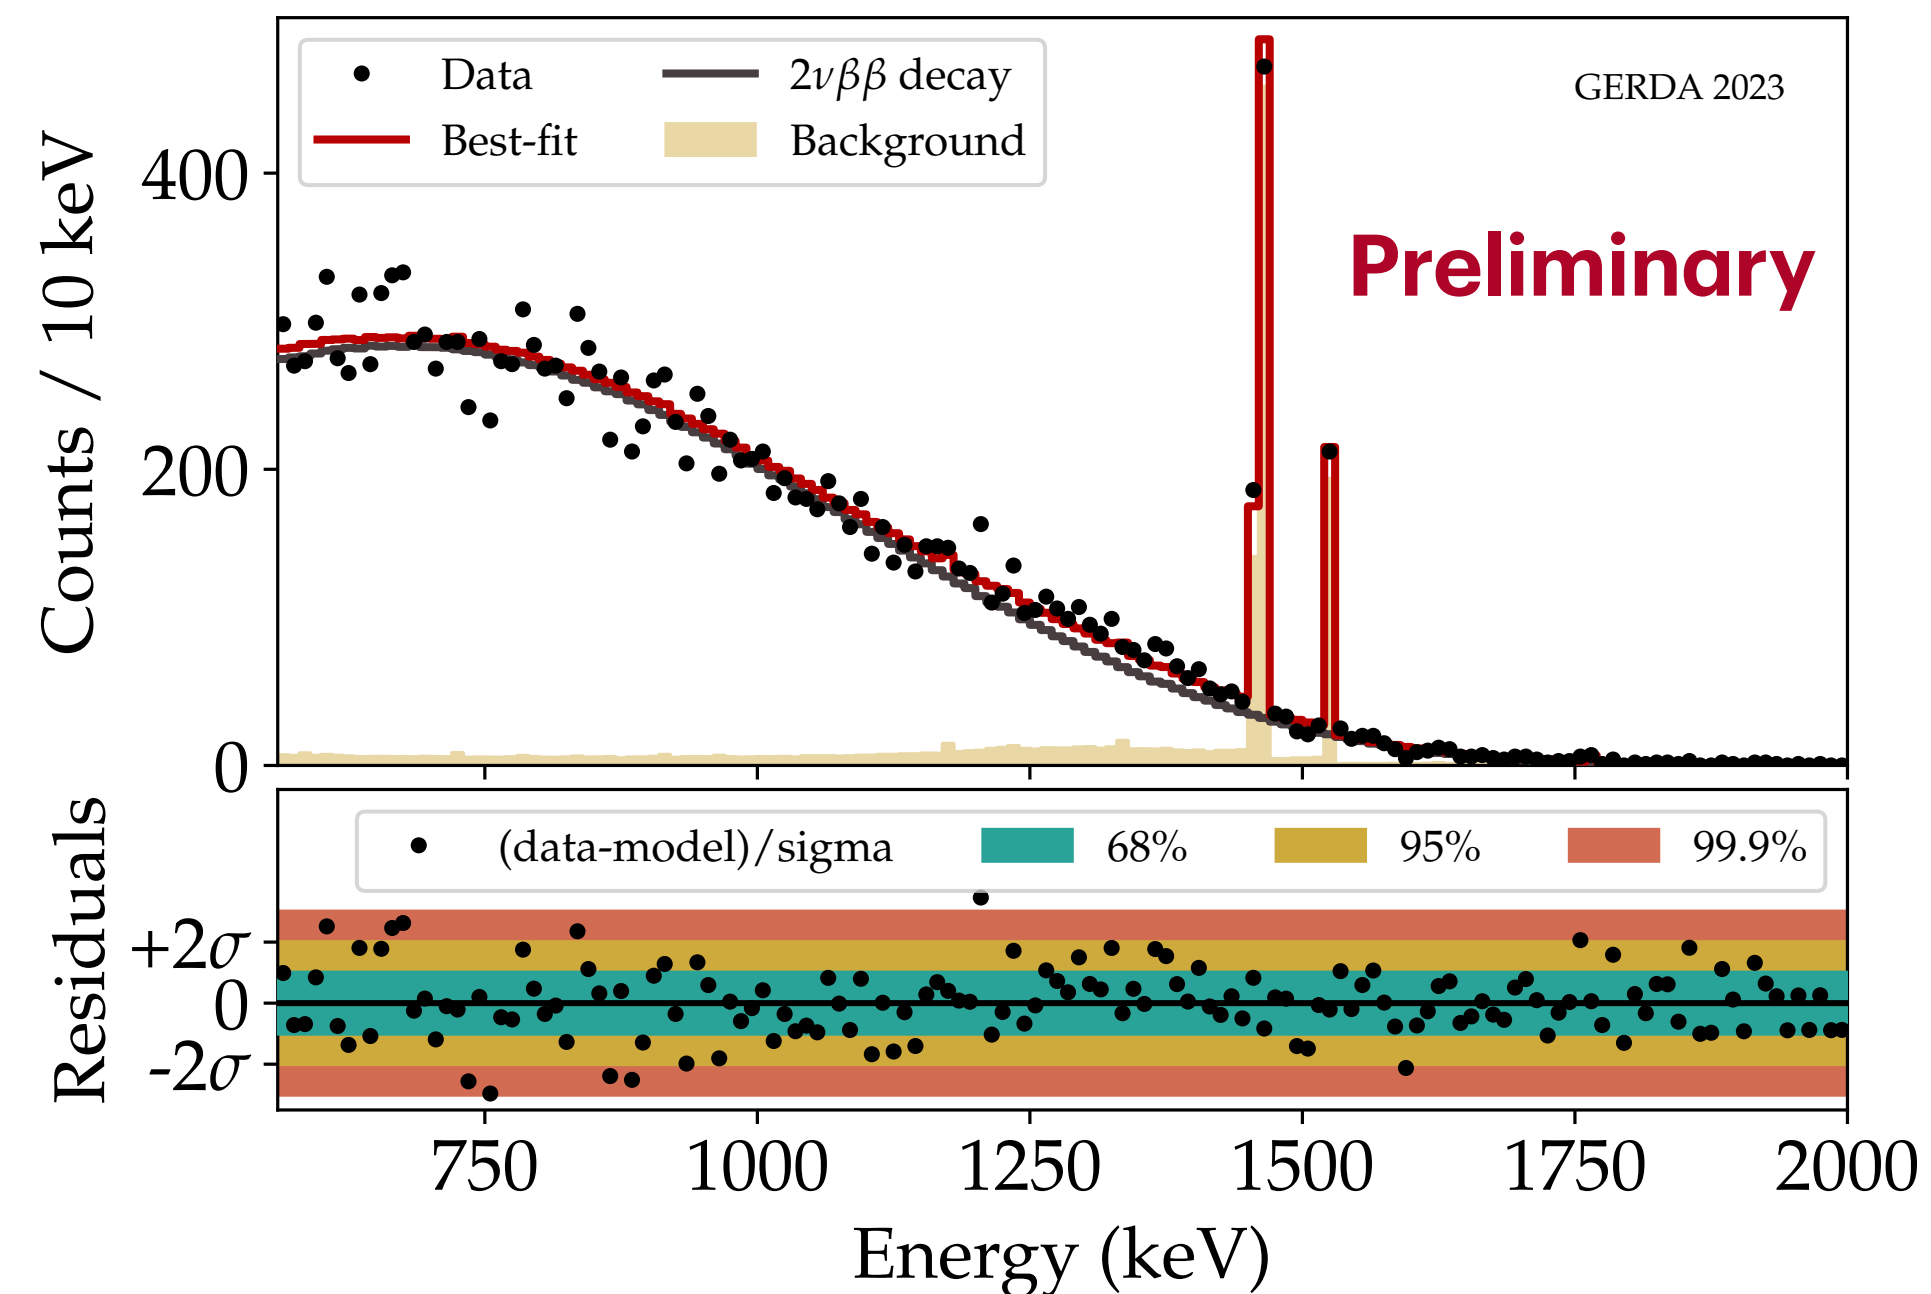 Data
2νββ decay
Best-fit
Background
GERDA 2023
Preliminary
Counts / 10 keV
400
200
0
Residuals
(data-model)/sigma
68%
95%
99.9%
+2σ
0
-2σ
750
1000
1250
1500
1750
2000
Energy (keV)